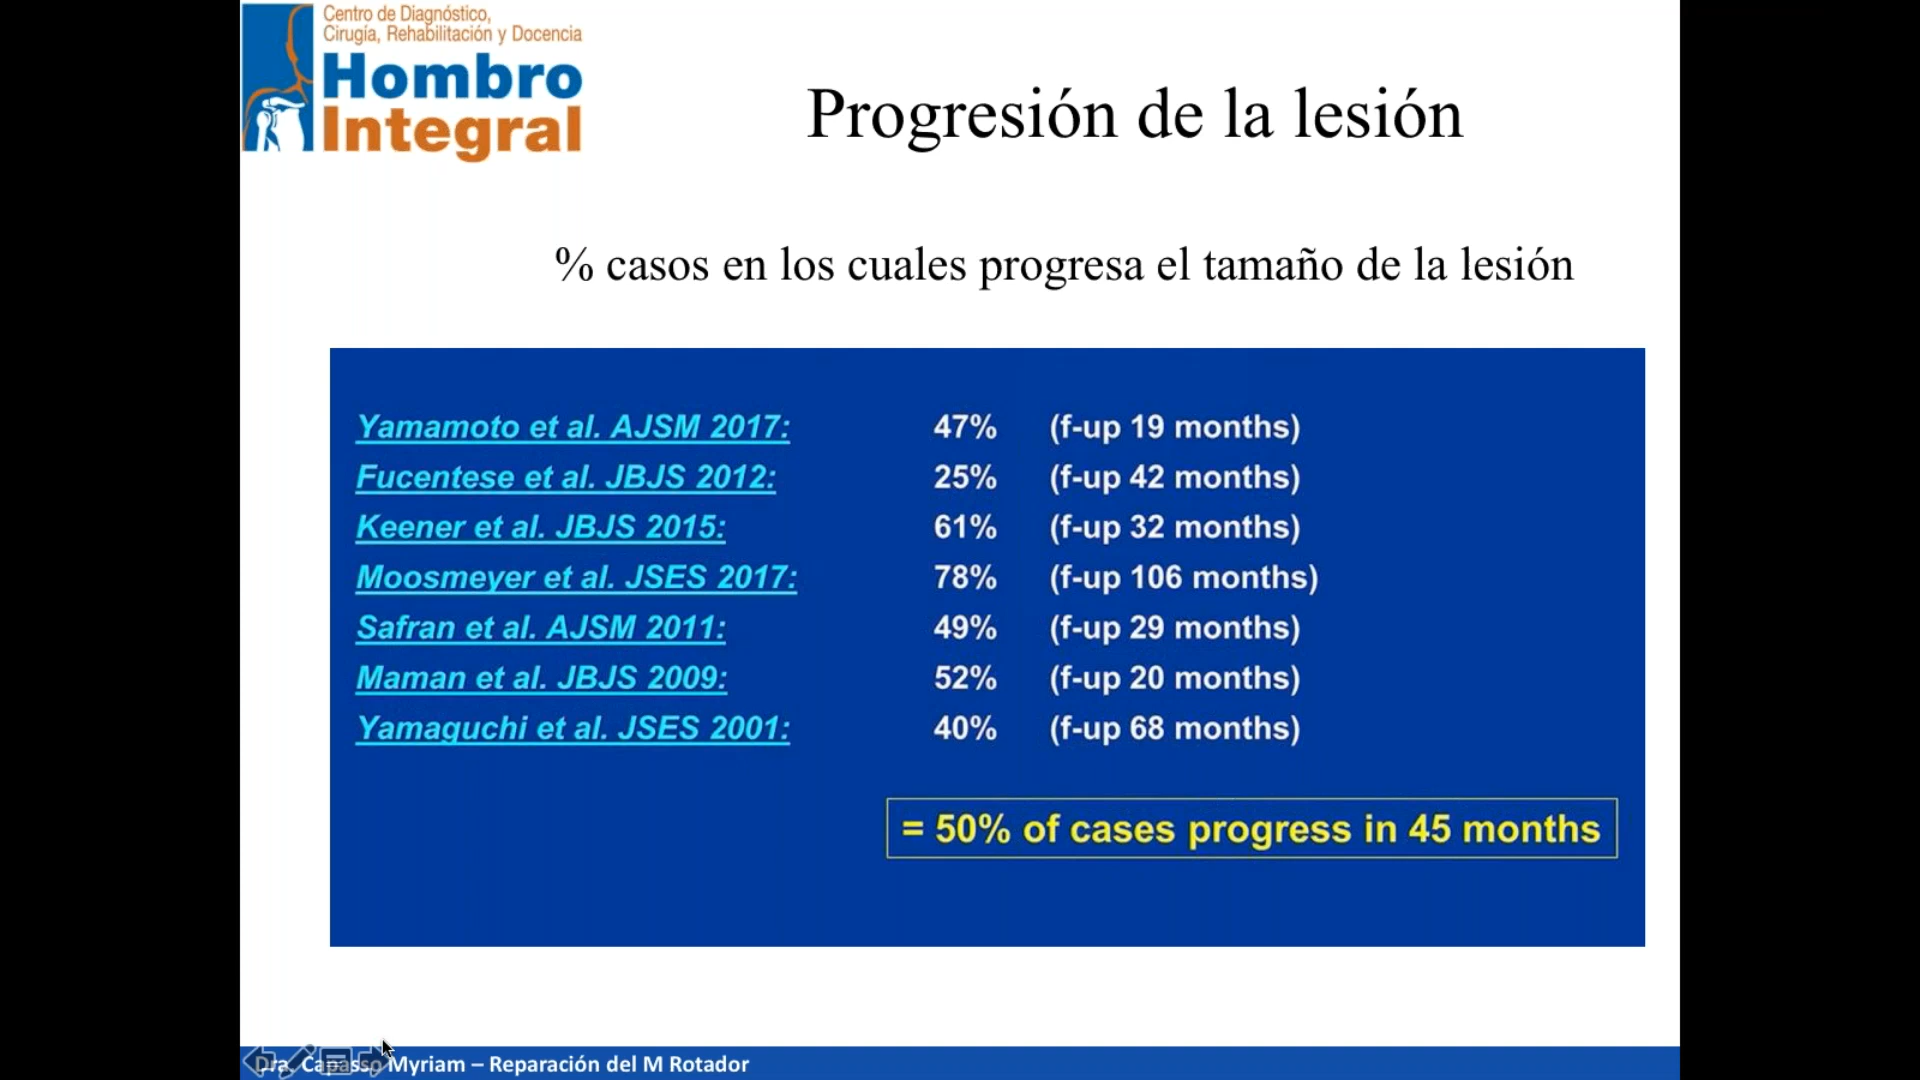 Centro de Diagnóstico,
Cirugía, Rehabilitación y Docencia
Hombro
Integral
Progresión de la lesión
% casos en los cuales progresa el tamaño de la lesión
Yamamoto et al. AJSM 2017: 47% (f-up 19 months)
Fucentese et al. JBJS 2012: 25% (f-up 42 months)
Keener et al. JBJS 2015: 61% (f-up 32 months)
Moosmeyer et al. JSES 2017: 78% (f-up 106 months)
Safran et al. AJSM 2011: 49% (f-up 29 months)
Maman et al. JBJS 2009: 52% (f-up 20 months)
Yamaguchi et al. JSES 2001: 40% (f-up 68 months)
= 50% of cases progress in 45 months
Dra. Capasso Myriam – Reparación del M Rotador